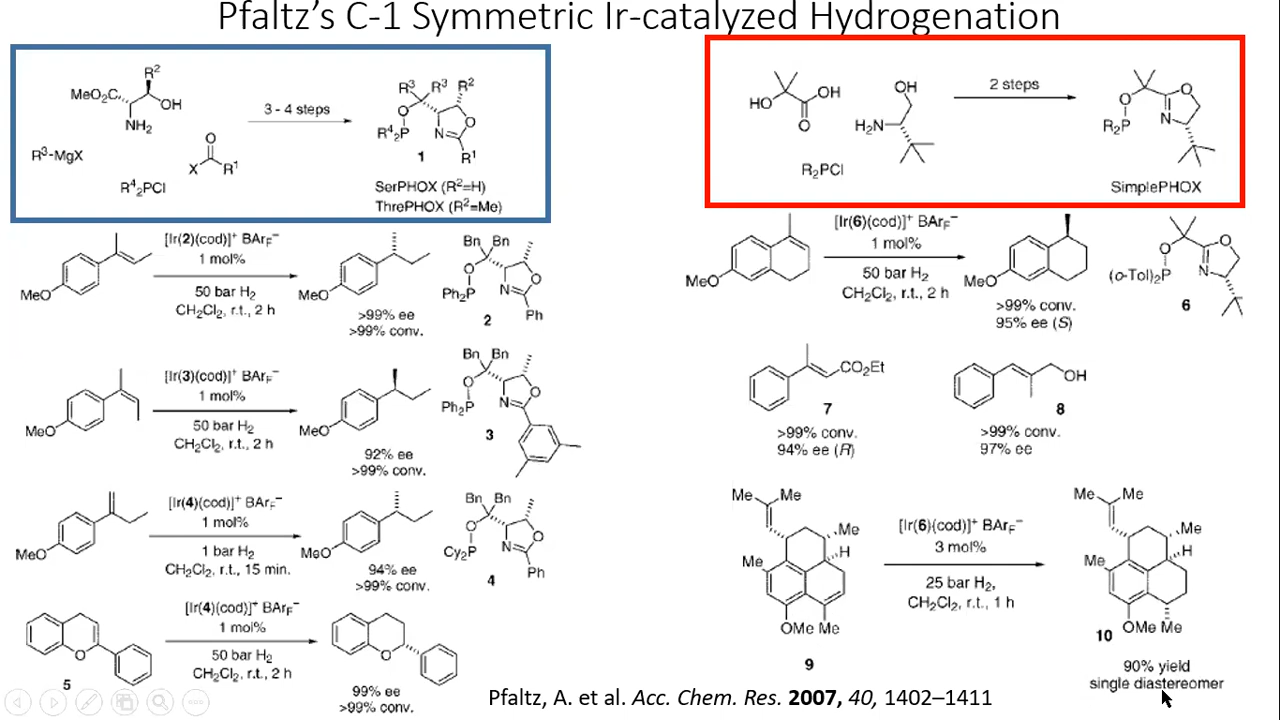 Pfaltz's C-1 Symmetric Ir-catalyzed Hydrogenation
R²
MeO₂C
OH
NH₂
R³-MgX
O
X
R¹
R⁴₂PCl
3 - 4 steps
R³
R³
R²
O
R⁴₂P
N
O
R¹
1
SerPHOX (R²=H)
ThrePHOX (R²=Me)
HO
OH
O
OH
H₂N
R₂PCl
2 steps
O
O
R₂P
N
SimplePHOX
MeO
[Ir(2)(cod)]⁺ BArF⁻
1 mol%
50 bar H₂
CH₂Cl₂, r.t., 2 h
MeO
>99% ee
>99% conv.
Bn
Bn
O
O
Ph₂P
N
Ph
2
MeO
[Ir(6)(cod)]⁺ BArF⁻
1 mol%
50 bar H₂
CH₂Cl₂, r.t., 2 h
MeO
>99% conv.
95% ee (S)
O
O
(o-Tol)₂P
N
6
MeO
[Ir(3)(cod)]⁺ BArF⁻
1 mol%
50 bar H₂
CH₂Cl₂, r.t., 2 h
MeO
92% ee
>99% conv.
Bn
Bn
O
O
Ph₂P
N
3
CO₂Et
7
>99% conv.
94% ee (R)
OH
8
>99% conv.
97% ee
MeO
[Ir(4)(cod)]⁺ BArF⁻
1 mol%
1 bar H₂
CH₂Cl₂, r.t., 15 min.
MeO
94% ee
>99% conv.
Bn
Bn
O
O
Cy₂P
N
Ph
4
Me
Me
Me
H
Me
OMe Me
9
[Ir(6)(cod)]⁺ BArF⁻
3 mol%
25 bar H₂,
CH₂Cl₂, r.t., 1 h
Me
Me
Me
H
Me
OMe Me
10
90% yield
single diastereomer
O
5
[Ir(4)(cod)]⁺ BArF⁻
1 mol%
50 bar H₂
CH₂Cl₂, r.t., 2 h
O
99% ee
>99% conv.
Pfaltz, A. et al. Acc. Chem. Res. 2007, 40, 1402–1411